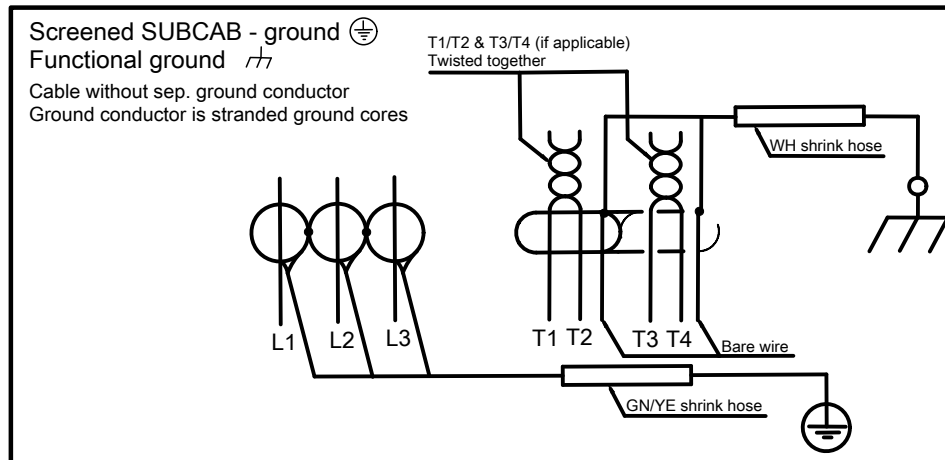 Screened SUBCAB - ground
Functional ground
Cable without sep. ground conductor
Ground conductor is stranded ground cores
T1/T2 & T3/T4 (if applicable)
Twisted together
WH shrink hose
L1 L2 L3
T1 T2 T3 T4
Bare wire
GN/YE shrink hose